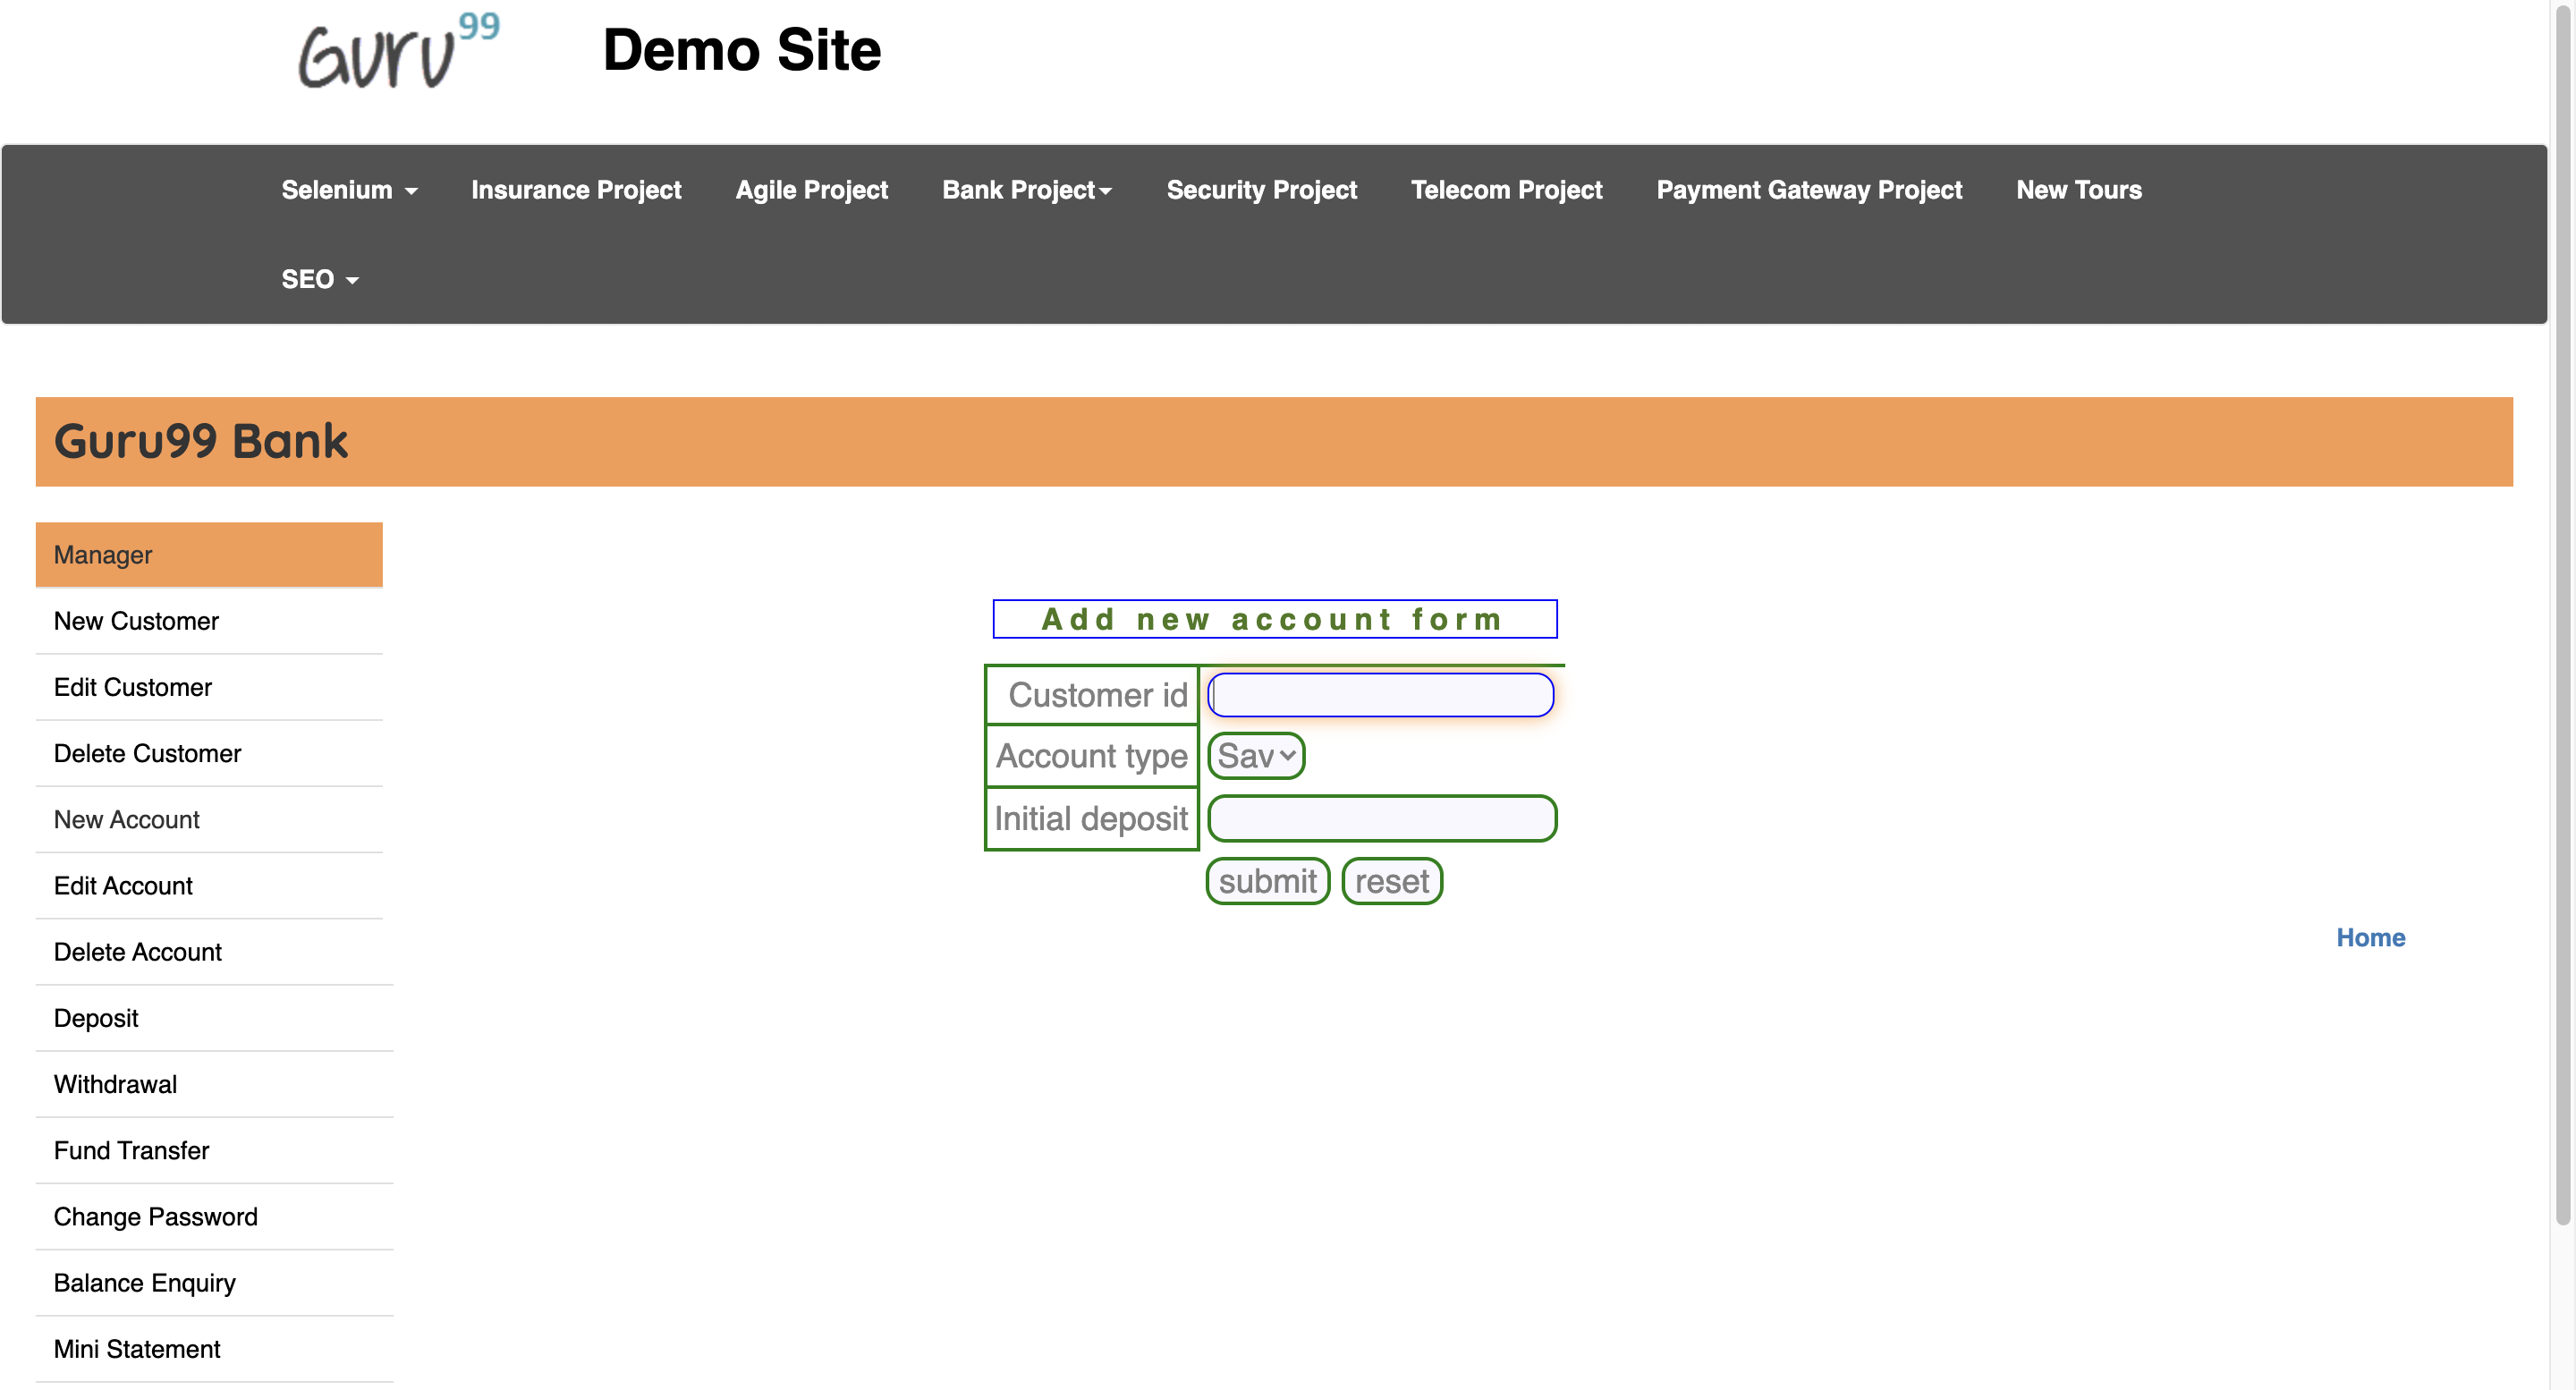 Guru99
Demo Site
Selenium
Insurance Project
Agile Project
Bank Project
Security Project
Telecom Project
Payment Gateway Project
New Tours
SEO
Guru99 Bank
Manager
New Customer
Edit Customer
Delete Customer
New Account
Edit Account
Delete Account
Deposit
Withdrawal
Fund Transfer
Change Password
Balance Enquiry
Mini Statement
Add new account form
Customer id
Account type Sav
Initial deposit
submit reset
Home